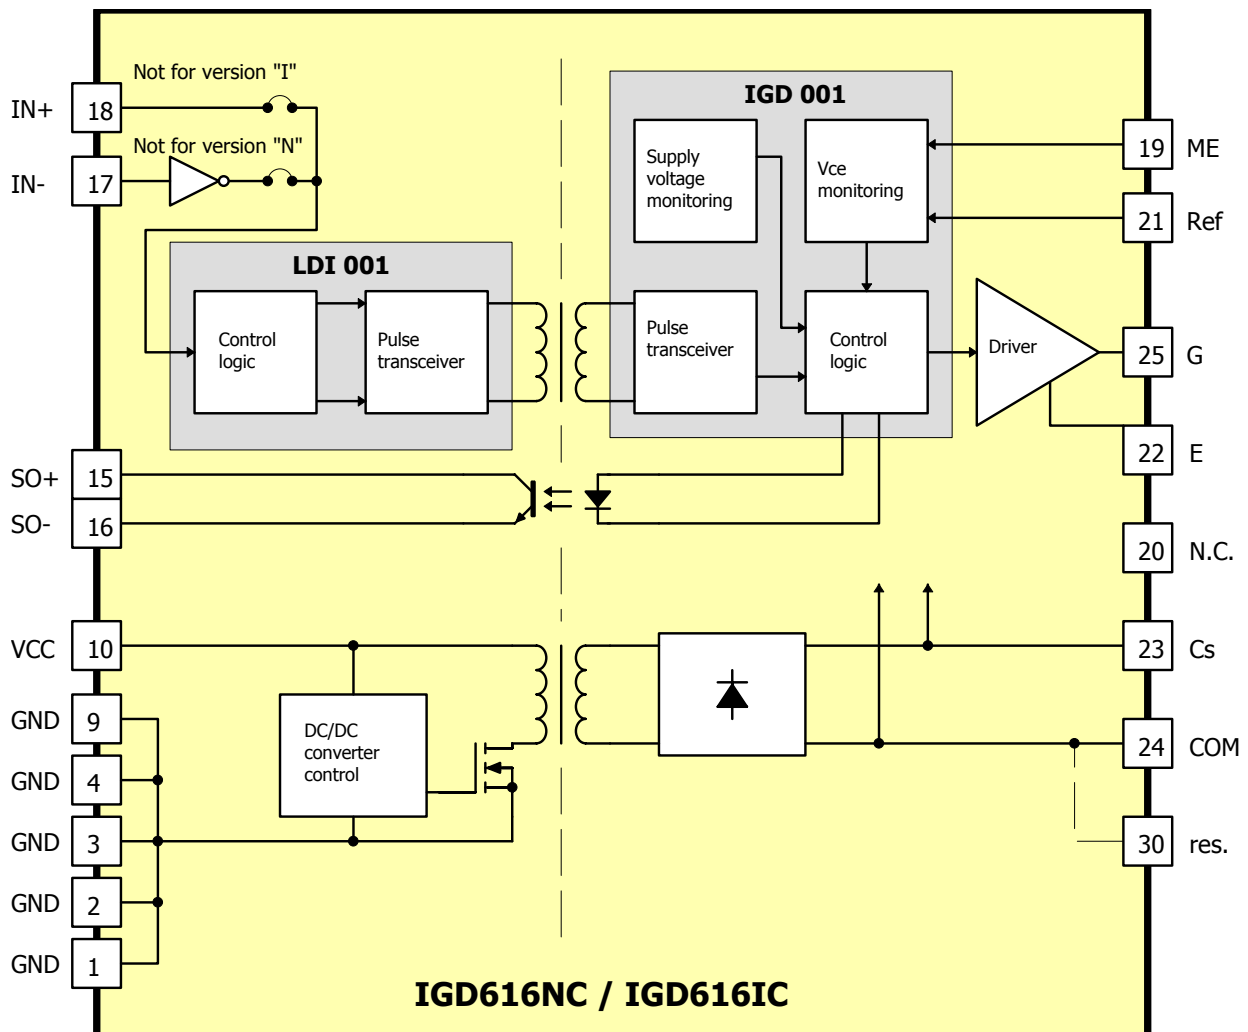 Not for version "I"
IN+ 18
Not for version "N"
IN- 17
IGD 001
Supply
voltage
monitoring
Vce
monitoring
19 ME
21 Ref
LDI 001
Control
logic
Pulse
transceiver
Pulse
transceiver
Control
logic
Driver
25 G
22 E
SO+ 15
SO- 16
20 N.C.
VCC 10
23 Cs
GND 9
DC/DC
converter
control
24 COM
GND 4
GND 3
30 res.
GND 2
GND 1
IGD616NC / IGD616IC